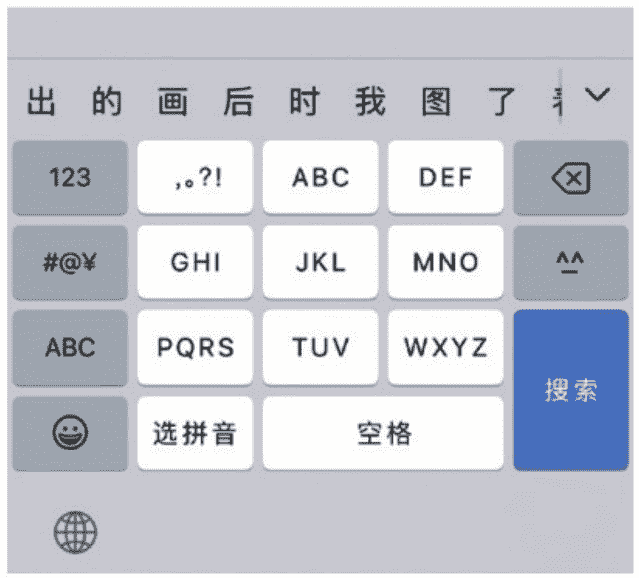 出 的 画 后 时 我 图 了
123 ,。?! ABC DEF
#@¥ GHI JKL MNO ^^
ABC PQRS TUV WXYZ 搜索
选拼音 空格